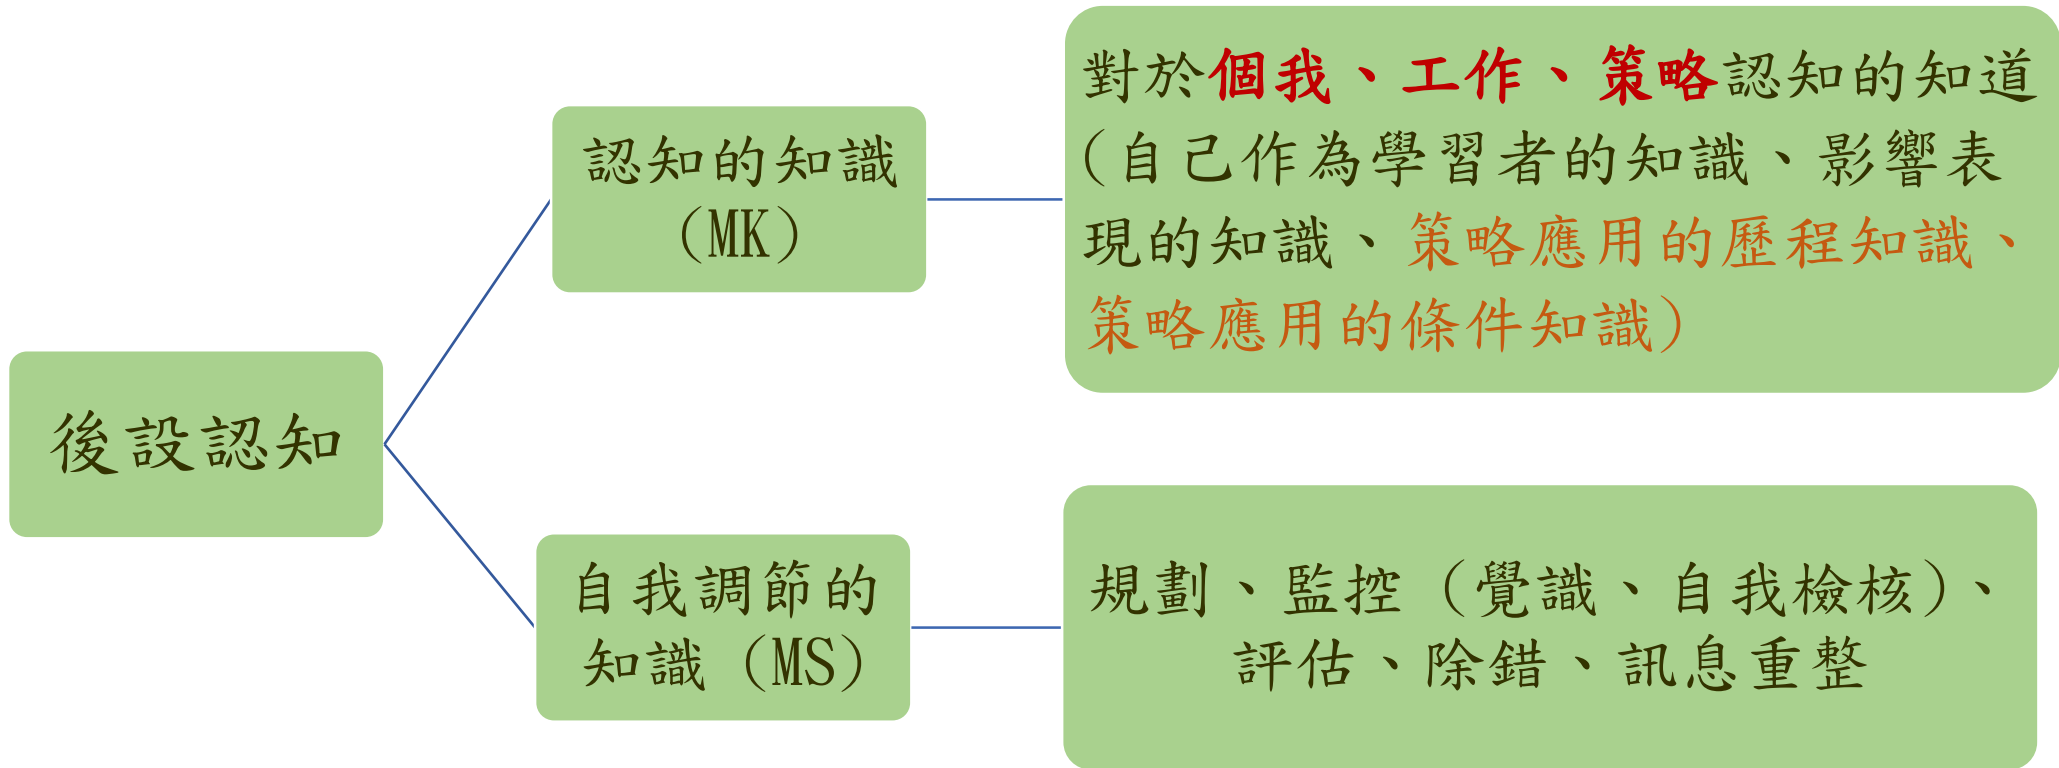 後設認知
認知的知識
（MK）
對於個我、工作、策略認知的知道
（自己作為學習者的知識、影響表
現的知識、策略應用的歷程知識、
策略應用的條件知識）
自我調節的
知識（MS）
規劃、監控（覺識、自我檢核）、
評估、除錯、訊息重整